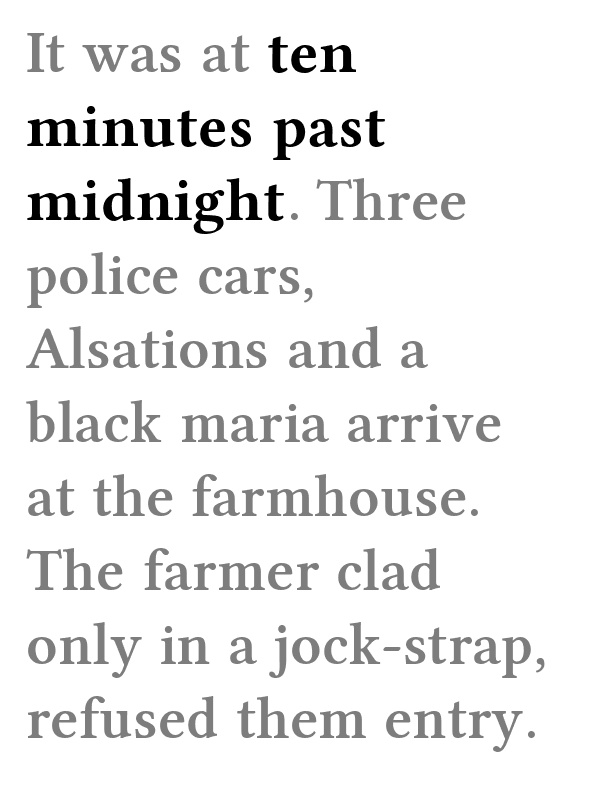 It was at ten
minutes past
midnight. Three
police cars,
Alsations and a
black maria arrive
at the farmhouse.
The farmer clad
only in a jock-strap,
refused them entry.